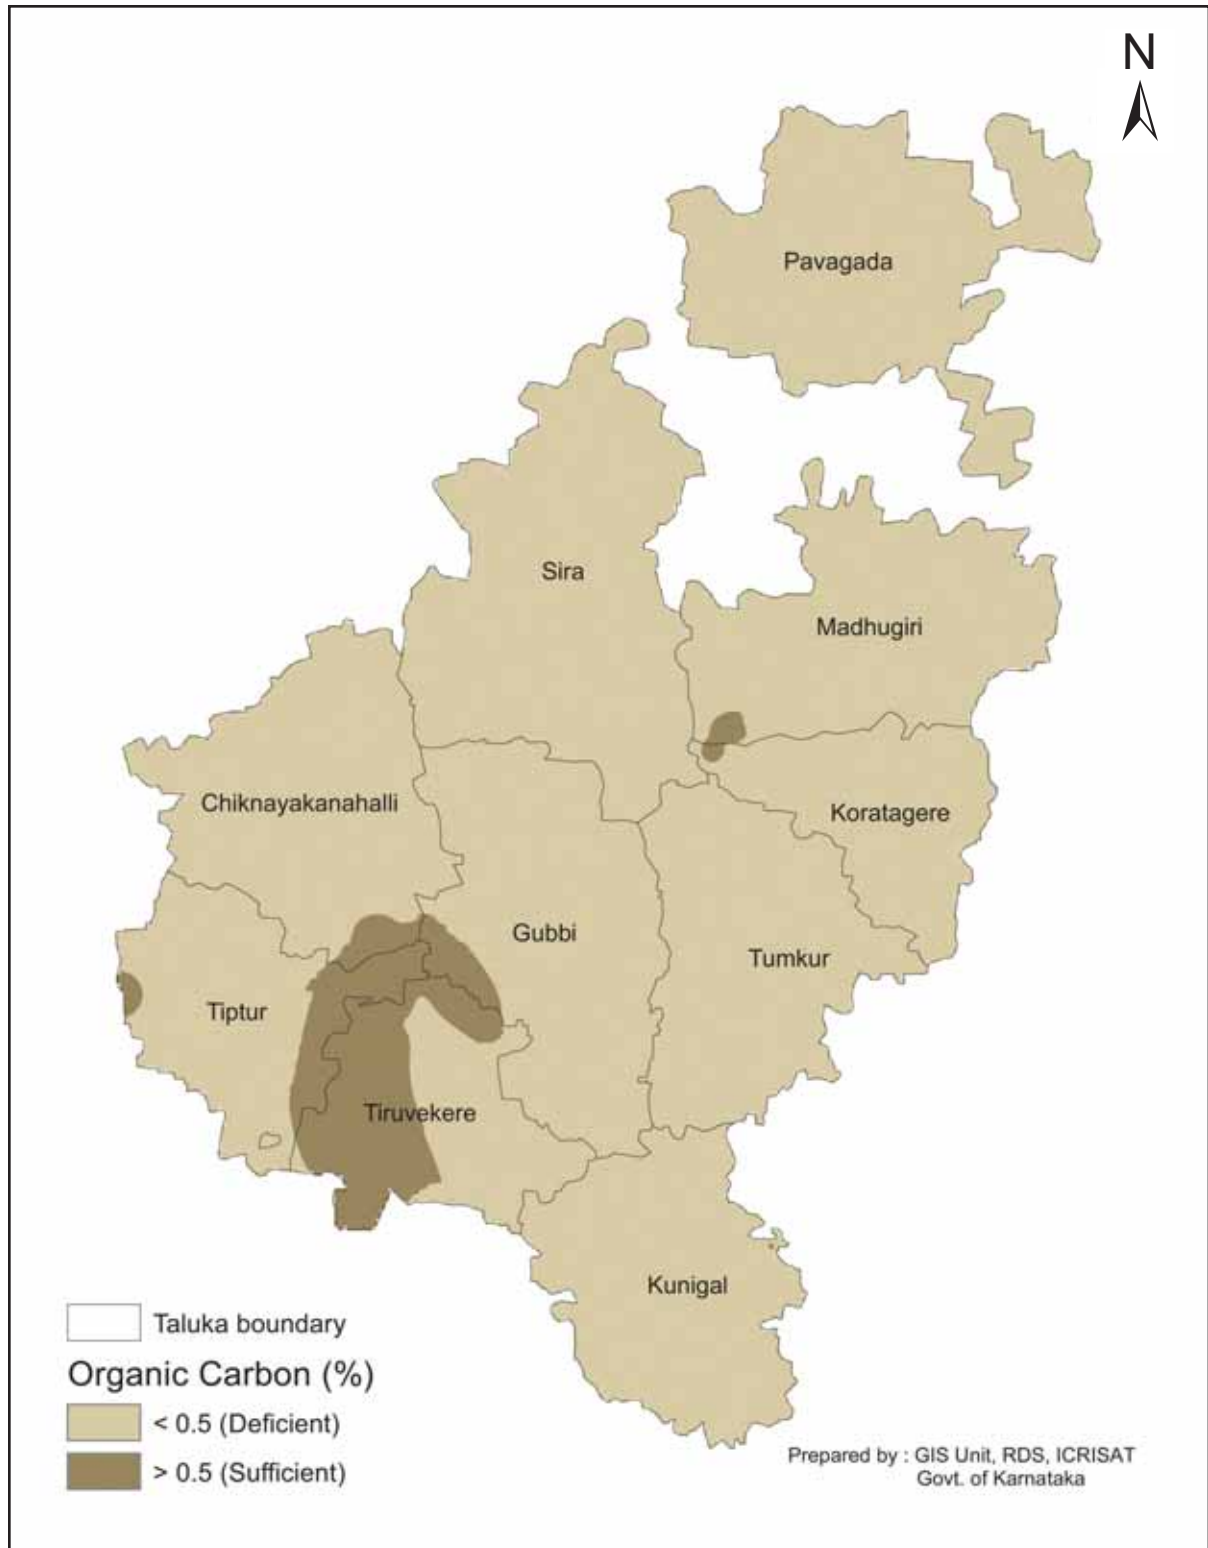 N
Pavagada
Sira
Madhugiri
Chiknayakanahalli
Koratagere
Gubbi
Tumkur
Tiptur
Tiruvekere
Kunigal
Taluka boundary
Organic Carbon (%)
< 0.5 (Deficient)
> 0.5 (Sufficient)
Prepared by : GIS Unit, RDS, ICRISAT
Govt. of Karnataka